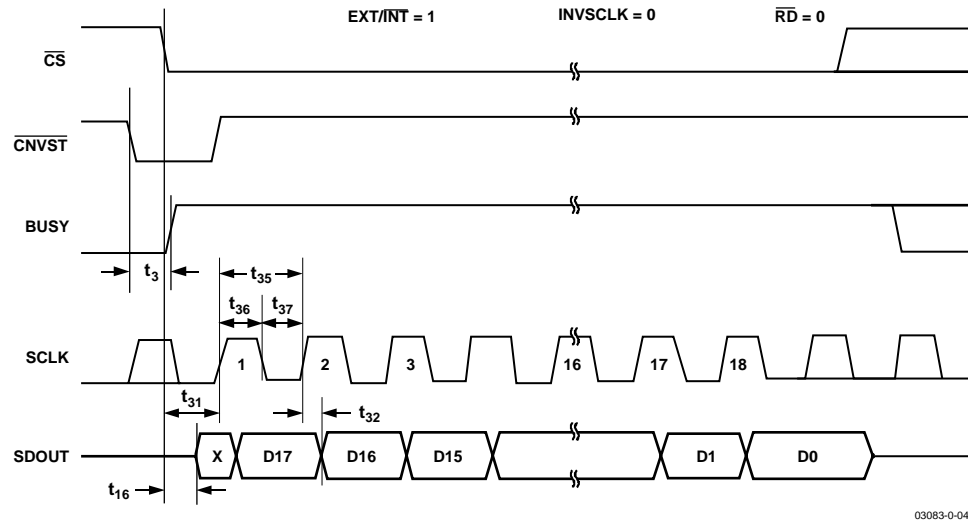 EXT/INT = 1 INVSCLK = 0 RD = 0
CS
CNVST
BUSY
t3
t35
t36 t37
SCLK 1 2 3 16 17 18
t31
t32
SDOUT X D17 D16 D15 D1 D0
t16
03083-0-04